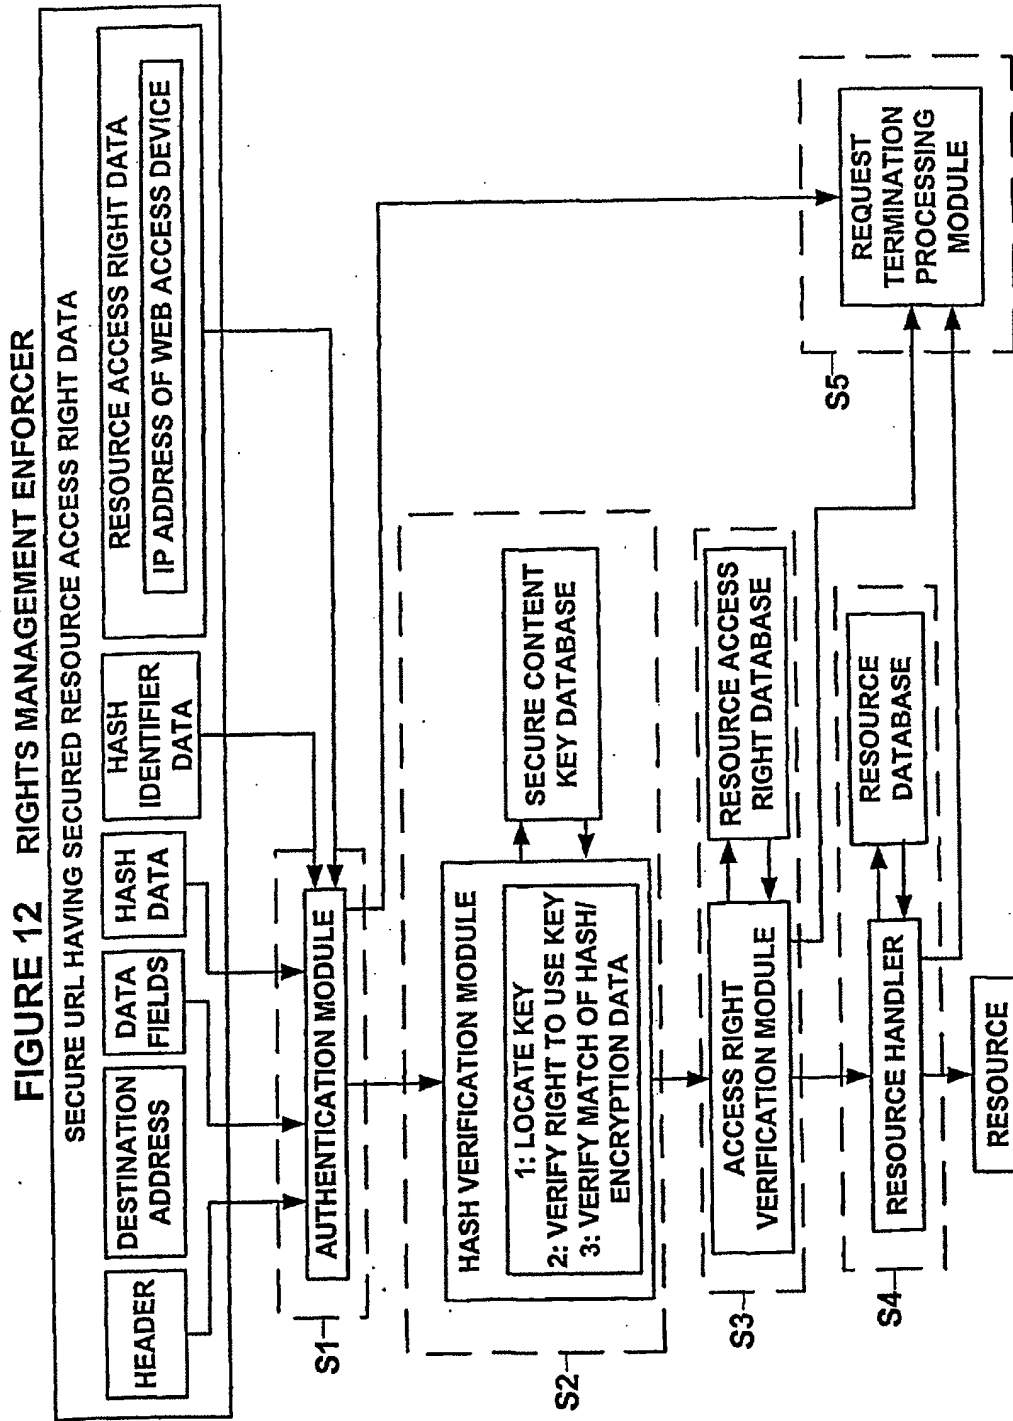 FIGURE 12 RIGHTS MANAGEMENT ENFORCER
SECURE URL HAVING SECURED RESOURCE ACCESS RIGHT DATA
HEADER
DESTINATION
ADDRESS
DATA
FIELDS
HASH
DATA
HASH
IDENTIFIER
DATA
RESOURCE ACCESS RIGHT DATA
IP ADDRESS OF WEB ACCESS DEVICE
S1
AUTHENTICATION MODULE
S2
HASH VERIFICATION MODULE
1: LOCATE KEY
2: VERIFY RIGHT TO USE KEY
3: VERIFY MATCH OF HASH/
ENCRYPTION DATA
SECURE CONTENT
KEY DATABASE
S3
ACCESS RIGHT
VERIFICATION MODULE
RESOURCE ACCESS
RIGHT DATABASE
S4
RESOURCE HANDLER
RESOURCE
DATABASE
S5
REQUEST
TERMINATION
PROCESSING
MODULE
RESOURCE